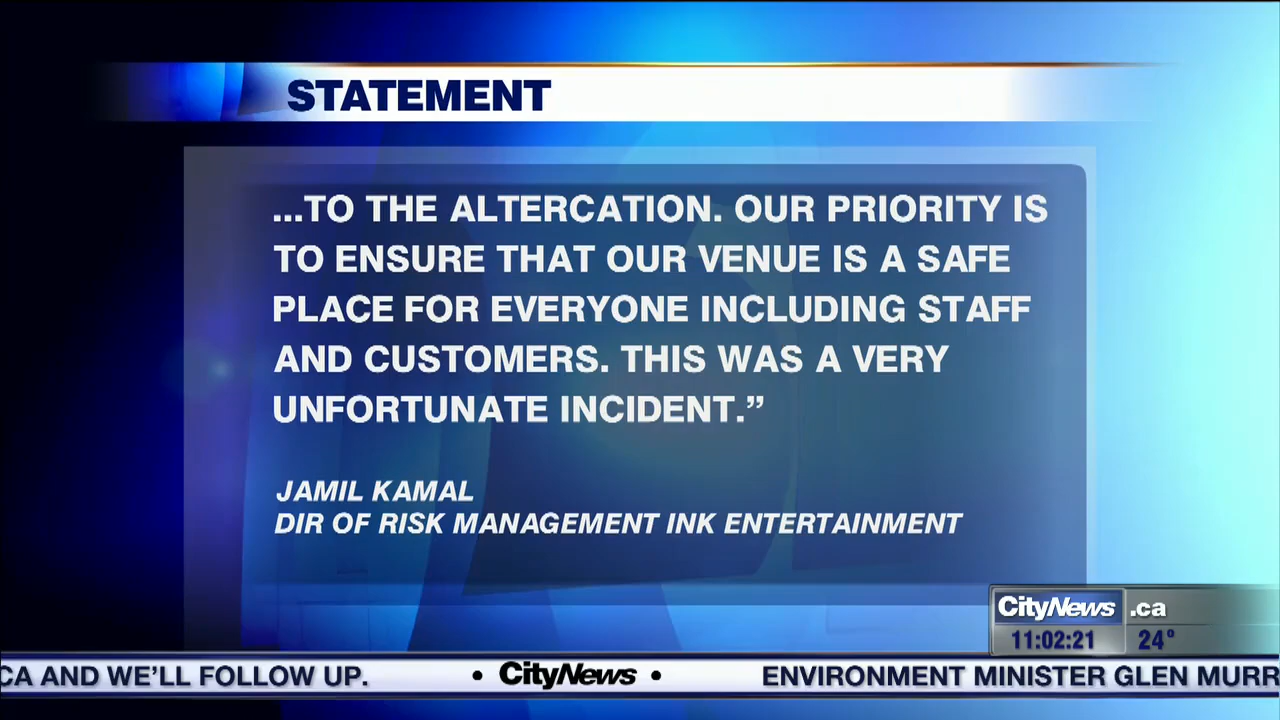 STATEMENT
...TO THE ALTERCATION. OUR PRIORITY IS
TO ENSURE THAT OUR VENUE IS A SAFE
PLACE FOR EVERYONE INCLUDING STAFF
AND CUSTOMERS. THIS WAS A VERY
UNFORTUNATE INCIDENT.”
JAMIL KAMAL
DIR OF RISK MANAGEMENT INK ENTERTAINMENT
CityNews .ca
11:02:21 24°
CA AND WE’LL FOLLOW UP. • CityNews • ENVIRONMENT MINISTER GLEN MURR